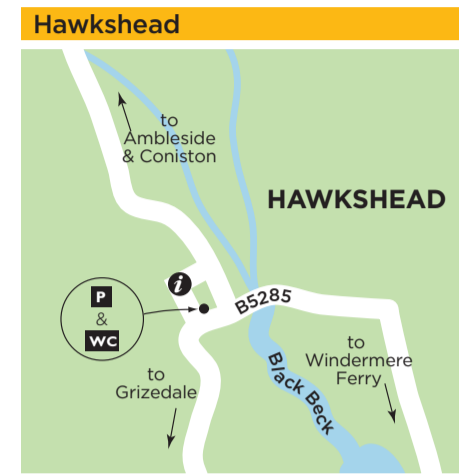 Hawkshead
to
Ambleside
& Coniston
HAWKSHEAD
i
P
&
WC
B5285
to
Windermere
Ferry
to
Grizedale
Black Beck